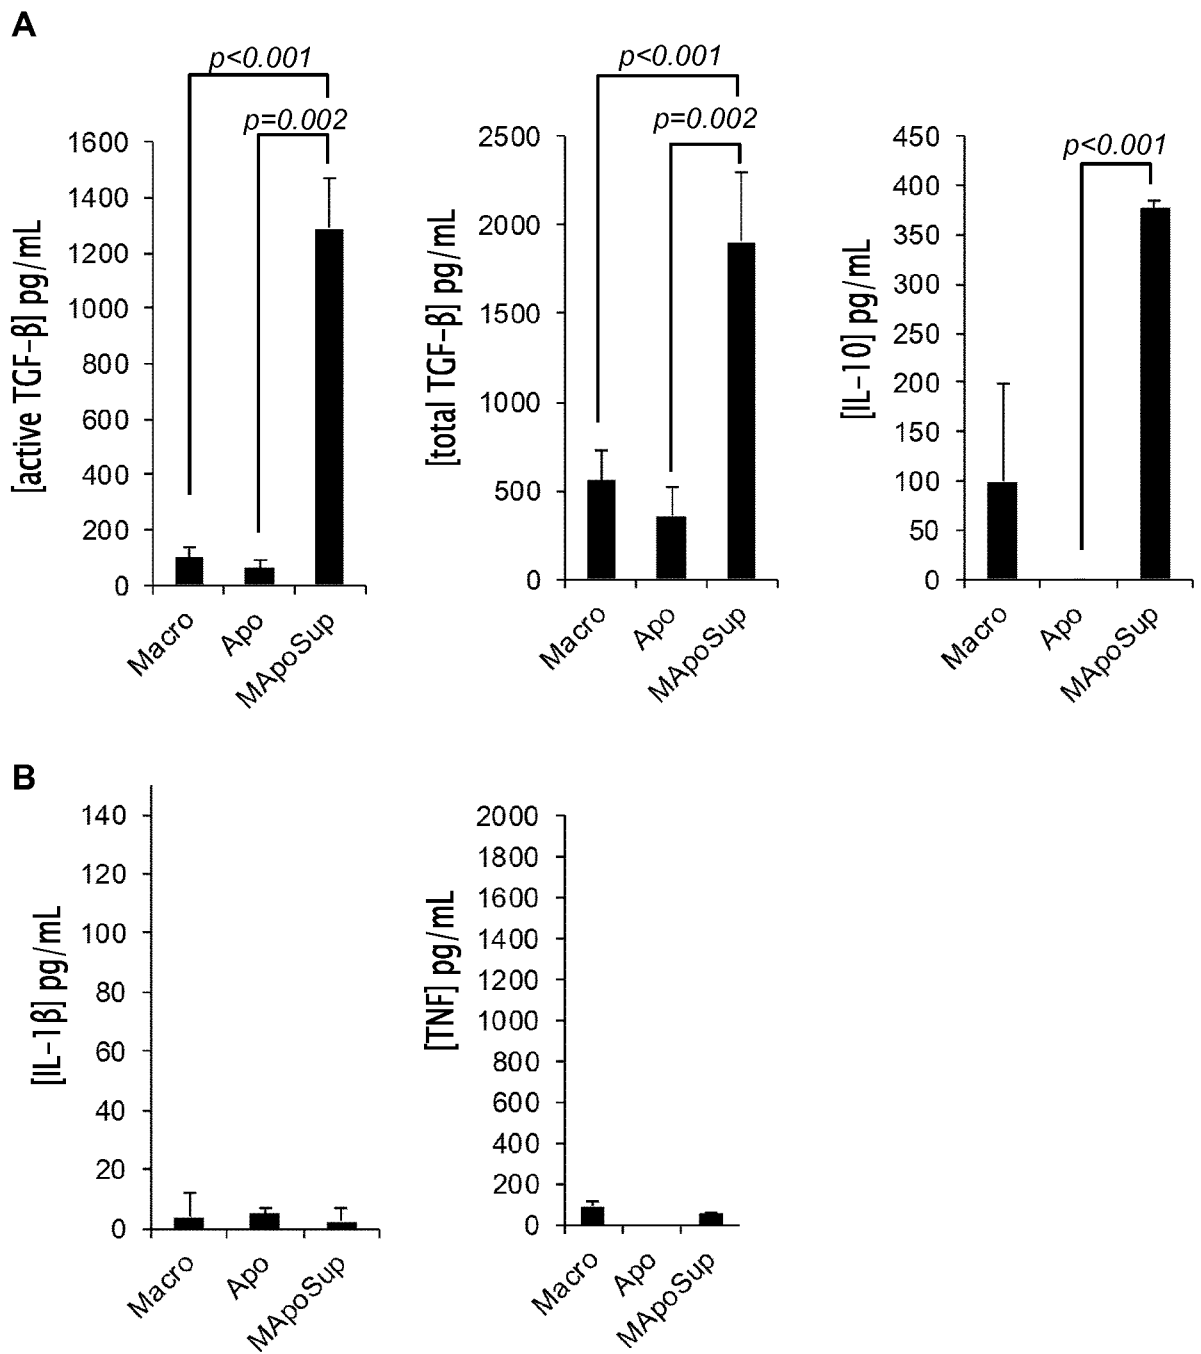 A
p<0.001
p=0.002
[active TGF-β] pg/mL
1600
1400
1200
1000
800
600
400
200
0
Macro
Apo
MApoSup
p<0.001
p=0.002
[total TGF-β] pg/mL
2500
2000
1500
1000
500
0
Macro
Apo
MApoSup
p<0.001
[IL-10] pg/mL
450
400
350
300
250
200
150
100
50
0
Macro
Apo
MApoSup
B
[IL-1β] pg/mL
140
120
100
80
60
40
20
0
Macro
Apo
MApoSup
[TNF] pg/mL
2000
1800
1600
1400
1200
1000
800
600
400
200
0
Macro
Apo
MApoSup